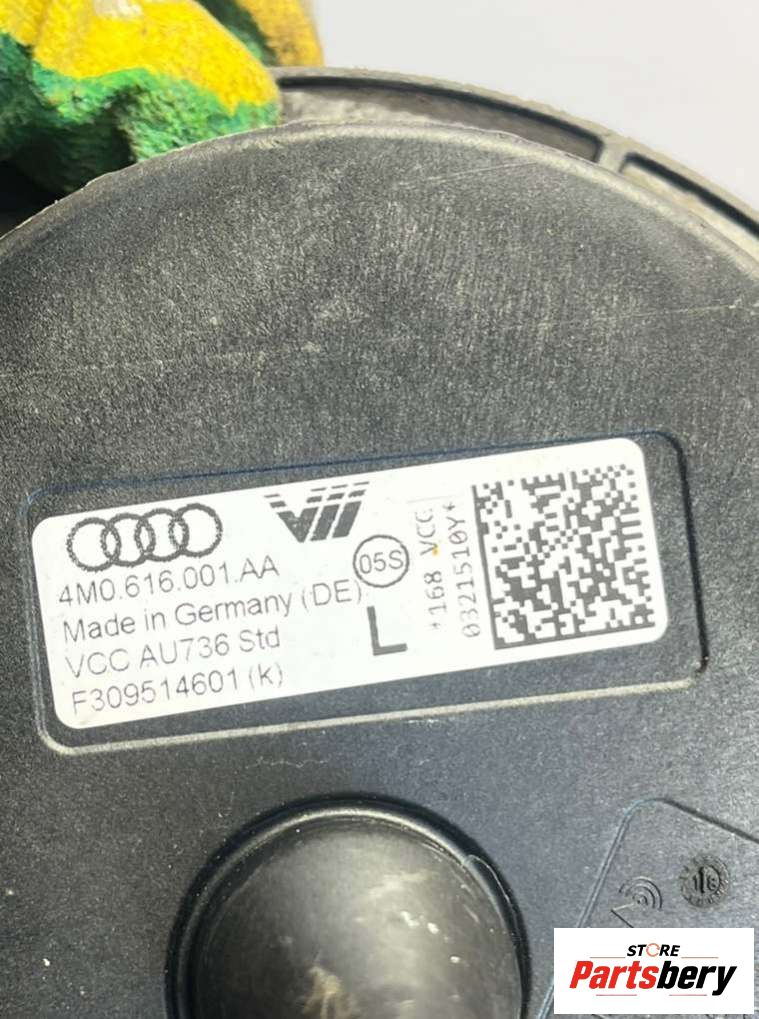 4M0.616.001.AA
Made in Germany (DE)
VCC AU736 Std
F309514601 (k)
05S
L
*168 VCC
0321510Y*
STORE
Partsbery